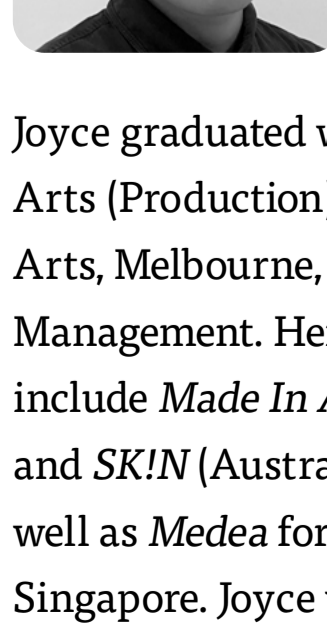 Joyce graduated
Arts (Production)
Arts, Melbourne,
Management. Her
include Made In
and SK!N (Austra
well as Medea for
Singapore. Joyce